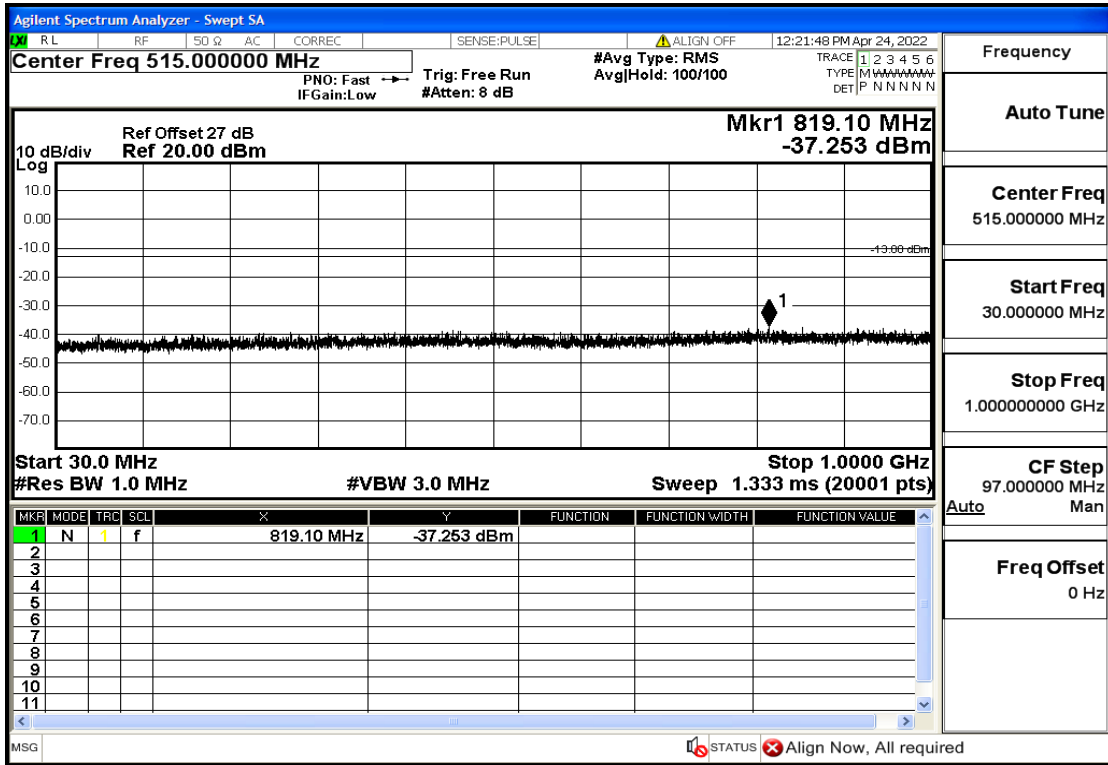 Agilent Spectrum Analyzer - Swept SA
LXI RL RF 50 Ω AC CORREC SENSE:PULSE ALIGN OFF 12:21:48 PM Apr 24, 2022
Center Freq 515.000000 MHz
PNO: Fast
IFGain:Low
Trig: Free Run
#Atten: 8 dB
#Avg Type: RMS
Avg|Hold: 100/100
TRACE 1 2 3 4 5 6
TYPE M WWWWW
DET P N N N N N
Ref Offset 27 dB
10 dB/div Ref 20.00 dBm
Log
Mkr1 819.10 MHz
-37.253 dBm
10.0
0.00
-10.0
-13.00 dBm
-20.0
-30.0
1
-40.0
-50.0
-60.0
-70.0
Start 30.0 MHz Stop 1.0000 GHz
#Res BW 1.0 MHz #VBW 3.0 MHz Sweep 1.333 ms (20001 pts)
MKR MODE TRC SCL X Y FUNCTION FUNCTION WIDTH FUNCTION VALUE
1 N 1 f 819.10 MHz -37.253 dBm
2
3
4
5
6
7
8
9
10
11
MSG STATUS Align Now, All required
Frequency
Auto Tune
Center Freq
515.000000 MHz
Start Freq
30.000000 MHz
Stop Freq
1.000000000 GHz
CF Step
97.000000 MHz
Auto Man
Freq Offset
0 Hz